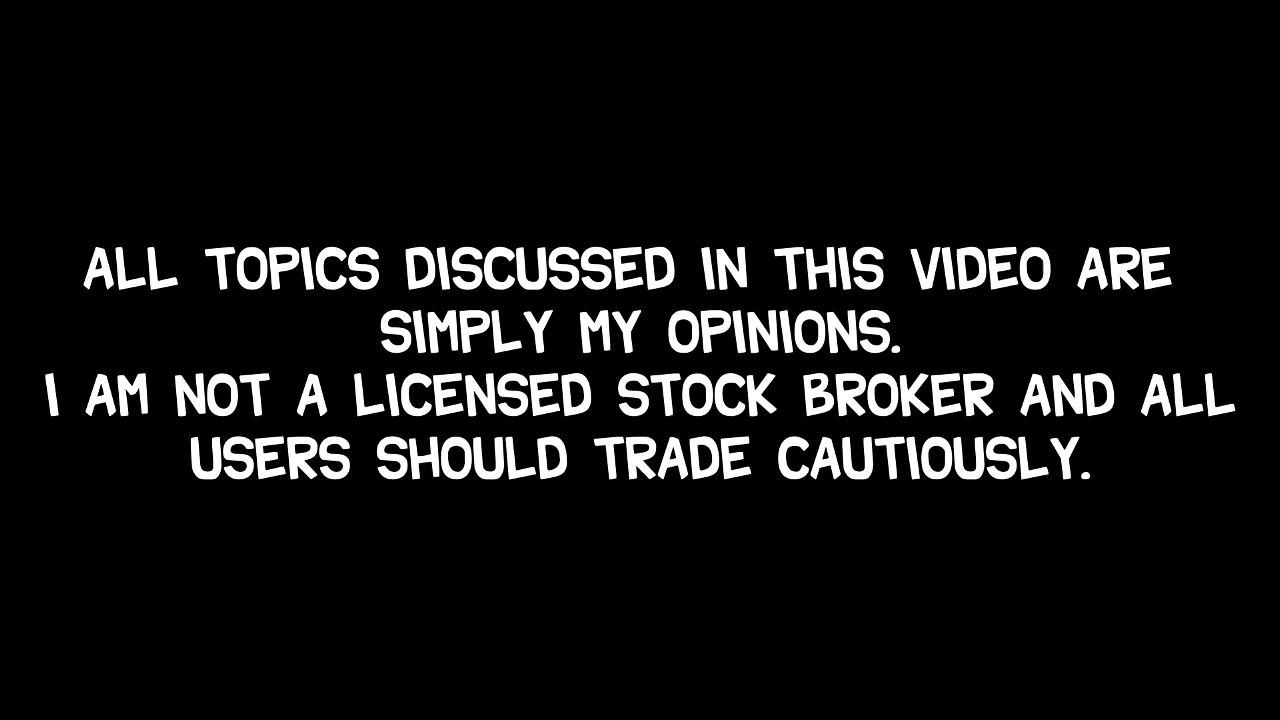 ALL TOPICS DISCUSSED IN THIS VIDEO ARE
SIMPLY MY OPINIONS.
I AM NOT A LICENSED STOCK BROKER AND ALL
USERS SHOULD TRADE CAUTIOUSLY.